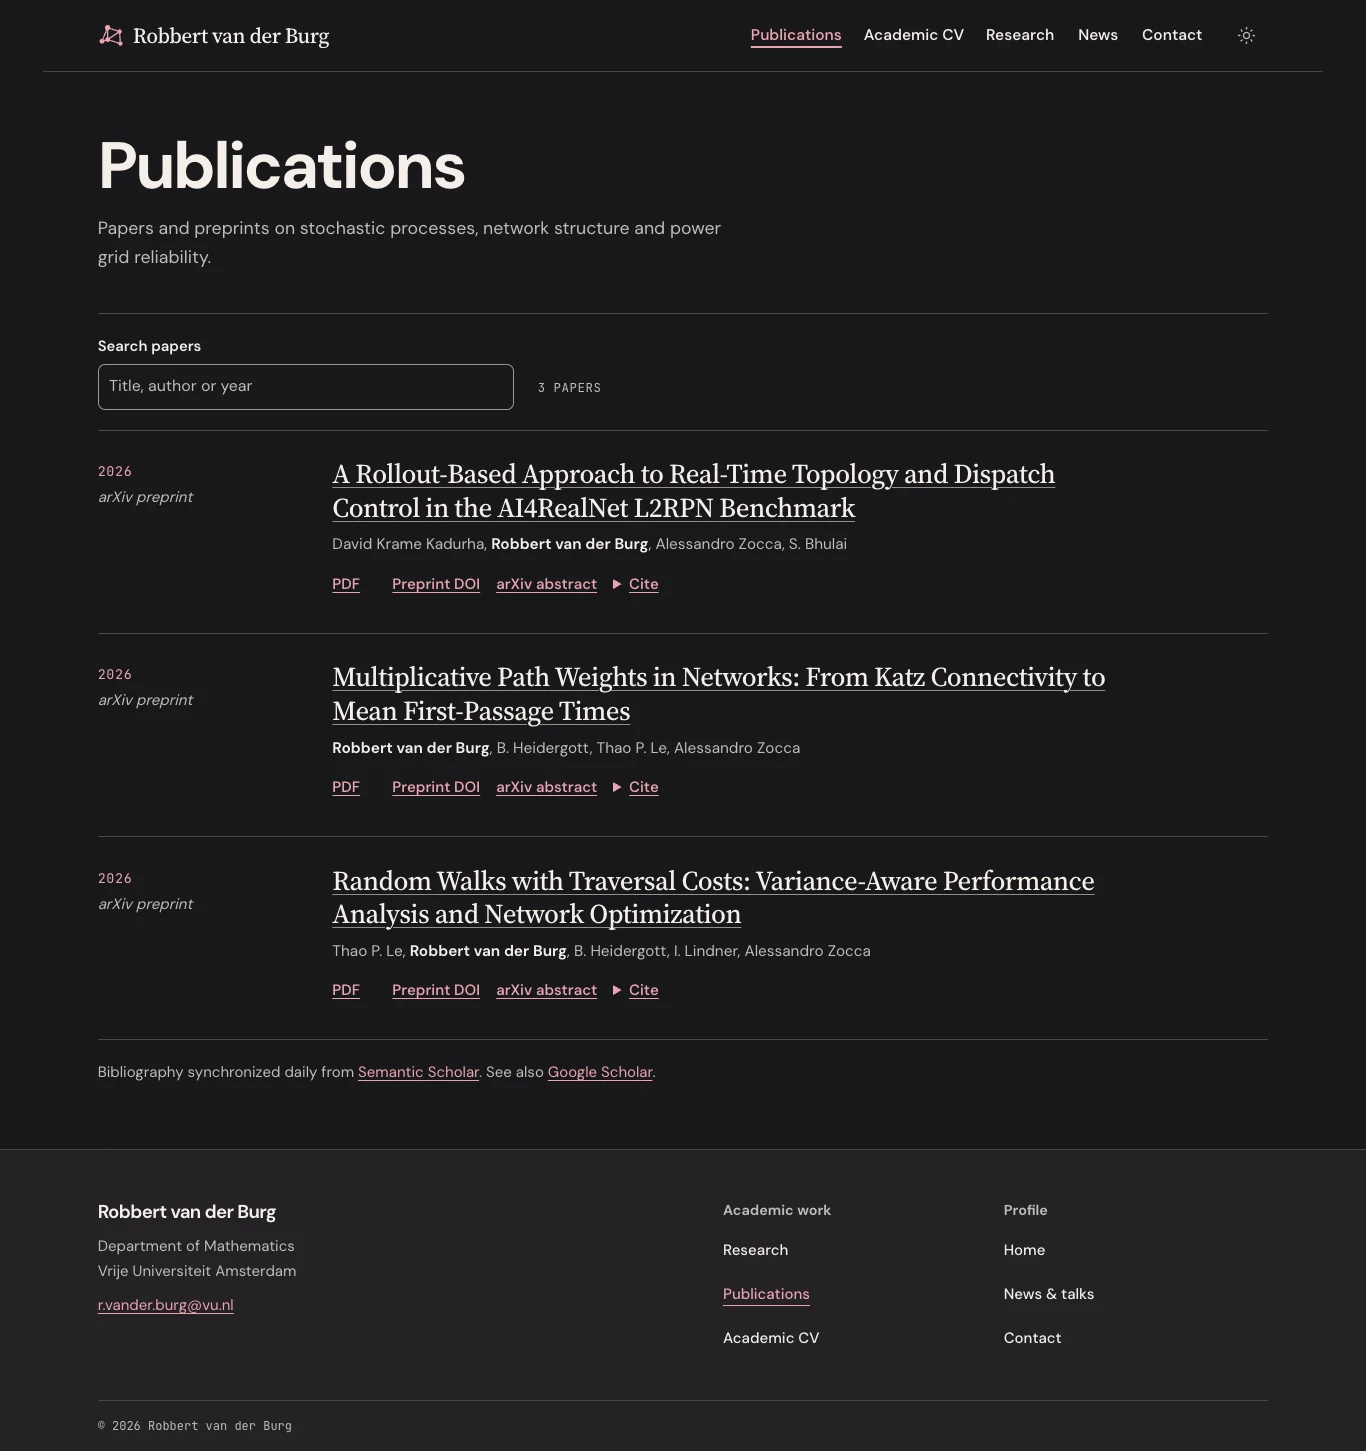 Robbert van der Burg
Publications Academic CV Research News Contact
Publications
Papers and preprints on stochastic processes, network structure and power
grid reliability.
Search papers
Title, author or year
3 PAPERS
2026
arXiv preprint
A Rollout-Based Approach to Real-Time Topology and Dispatch
Control in the AI4RealNet L2RPN Benchmark
David Krame Kadurha, Robbert van der Burg, Alessandro Zocca, S. Bhulai
PDF Preprint DOI arXiv abstract ▶ Cite
2026
arXiv preprint
Multiplicative Path Weights in Networks: From Katz Connectivity to
Mean First-Passage Times
Robbert van der Burg, B. Heidergott, Thao P. Le, Alessandro Zocca
PDF Preprint DOI arXiv abstract ▶ Cite
2026
arXiv preprint
Random Walks with Traversal Costs: Variance-Aware Performance
Analysis and Network Optimization
Thao P. Le, Robbert van der Burg, B. Heidergott, I. Lindner, Alessandro Zocca
PDF Preprint DOI arXiv abstract ▶ Cite
Bibliography synchronized daily from Semantic Scholar. See also Google Scholar.
Robbert van der Burg
Department of Mathematics
Vrije Universiteit Amsterdam
r.vander.burg@vu.nl
Academic work
Research
Publications
Academic CV
Profile
Home
News & talks
Contact
© 2026 Robbert van der Burg